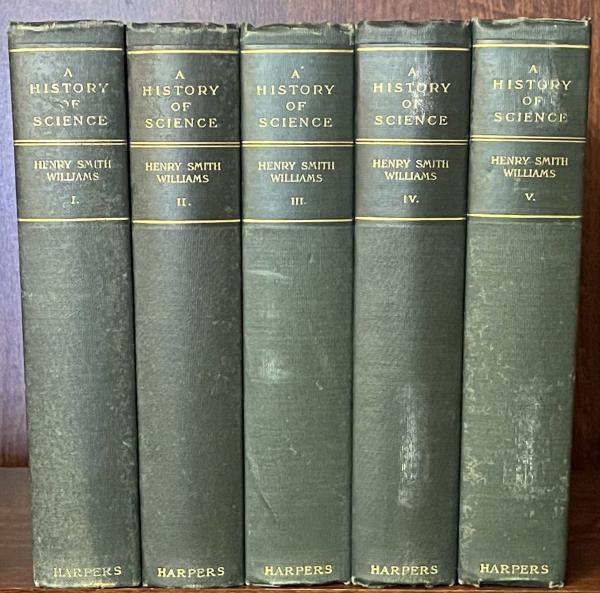 A
HISTORY
OF
SCIENCE
HENRY SMITH
WILLIAMS
I.
HARPERS
A
HISTORY
OF
SCIENCE
HENRY SMITH
WILLIAMS
II.
HARPERS
A
HISTORY
OF
SCIENCE
HENRY SMITH
WILLIAMS
III.
HARPERS
A
HISTORY
OF
SCIENCE
HENRY SMITH
WILLIAMS
IV.
HARPERS
A
HISTORY
OF
SCIENCE
HENRY SMITH
WILLIAMS
V.
HARPERS